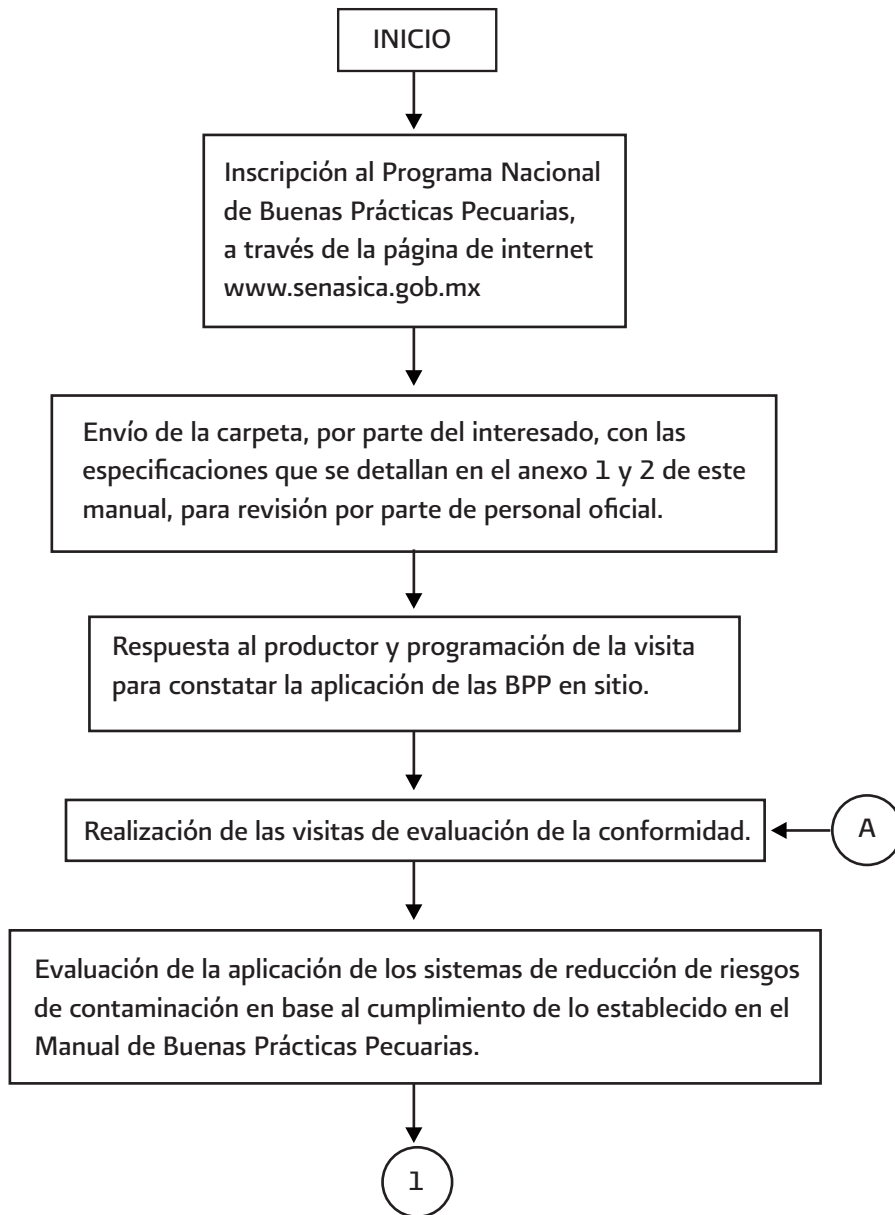 INICIO
Inscripción al Programa Nacional
de Buenas Prácticas Pecuarias,
a través de la página de internet
www.senasica.gob.mx
Envío de la carpeta, por parte del interesado, con las
especificaciones que se detallan en el anexo 1 y 2 de este
manual, para revisión por parte de personal oficial.
Respuesta al productor y programación de la visita
para constatar la aplicación de las BPP en sitio.
Realización de las visitas de evaluación de la conformidad.
A
Evaluación de la aplicación de los sistemas de reducción de riesgos
de contaminación en base al cumplimiento de lo establecido en el
Manual de Buenas Prácticas Pecuarias.
1